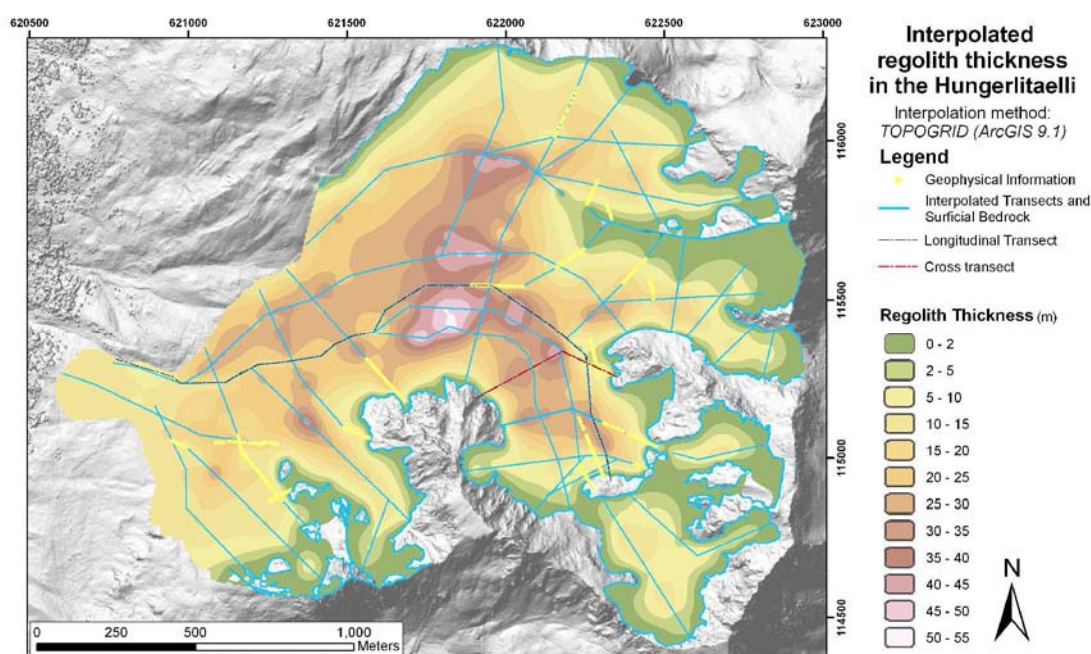 620500 621000 621500 622000 622500 623000
116000
115500
115000
114500
0 250 500 1,000
Meters
Interpolated
regolith thickness
in the Hungerlitaelli
Interpolation method:
TOPOGRID (ArcGIS 9.1)
Legend
Geophysical Information
Interpolated Transects and
Surficial Bedrock
Longitudinal Transect
Cross transect
Regolith Thickness (m)
0 - 2
2 - 5
5 - 10
10 - 15
15 - 20
20 - 25
25 - 30
30 - 35
35 - 40
40 - 45
45 - 50
50 - 55
N